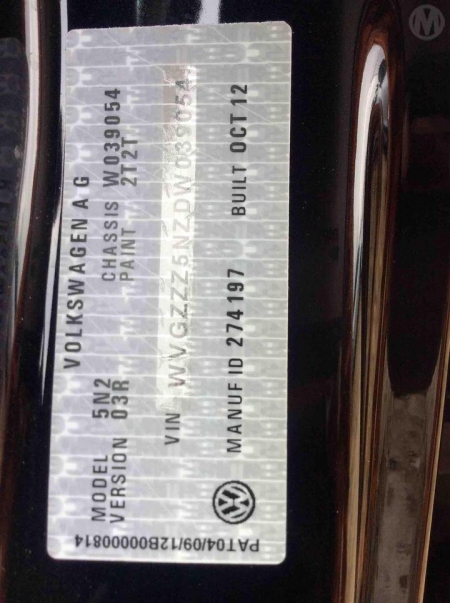 VOLKSWAGEN AG
MODEL 5N2 CHASSIS W039054
VERSION 03R PAINT 2T2T
VIN WVGZZZ5NZDW039054
MANUF ID 274197 BUILT OCT 12
PAT04/09/12B00000814